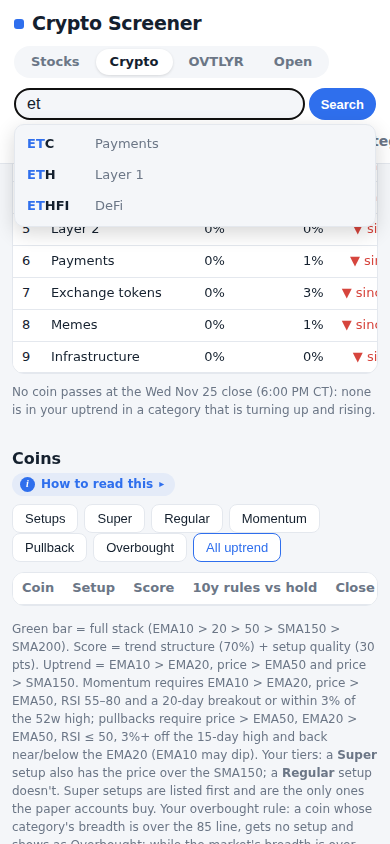 Crypto Screener
Stocks Crypto OVTLYR Open
et Search
ETC Payments
ETH Layer 1
ETHFI DeFi
5 Layer 2 0% 0% ▼
6 Payments 0% 1% ▼
7 Exchange tokens 0% 3% ▼
8 Memes 0% 1% ▼
9 Infrastructure 0% 0% ▼
No coin passes at the Wed Nov 25 close (6:00 PM CT): none
is in your uptrend in a category that is turning up and rising.
Coins
i How to read this ▸
Setups Super Regular Momentum
Pullback Overbought All uptrend
Coin Setup Score 10y rules vs hold Close
Green bar = full stack (EMA10 > 20 > 50 > SMA150 >
SMA200). Score = trend structure (70%) + setup quality (30
pts). Uptrend = EMA10 > EMA20, price > EMA50 and price
> SMA150. Momentum requires EMA10 > EMA20, price >
EMA50, RSI 55–80 and a 20-day breakout or within 3% of
the 52w high; pullbacks require price > EMA50, EMA20 >
EMA50, RSI ≤ 50, 3%+ off the 15-day high and back
near/below the EMA20 (EMA10 may dip). Your tiers: a Super
setup also has the price over the SMA150; a Regular setup
doesn't. Super setups are listed first and are the only ones
the paper accounts buy. Your overbought rule: a coin whose
category's breadth is over the 85 line, gets no setup and
shows as Overbought; while the market's breadth is over